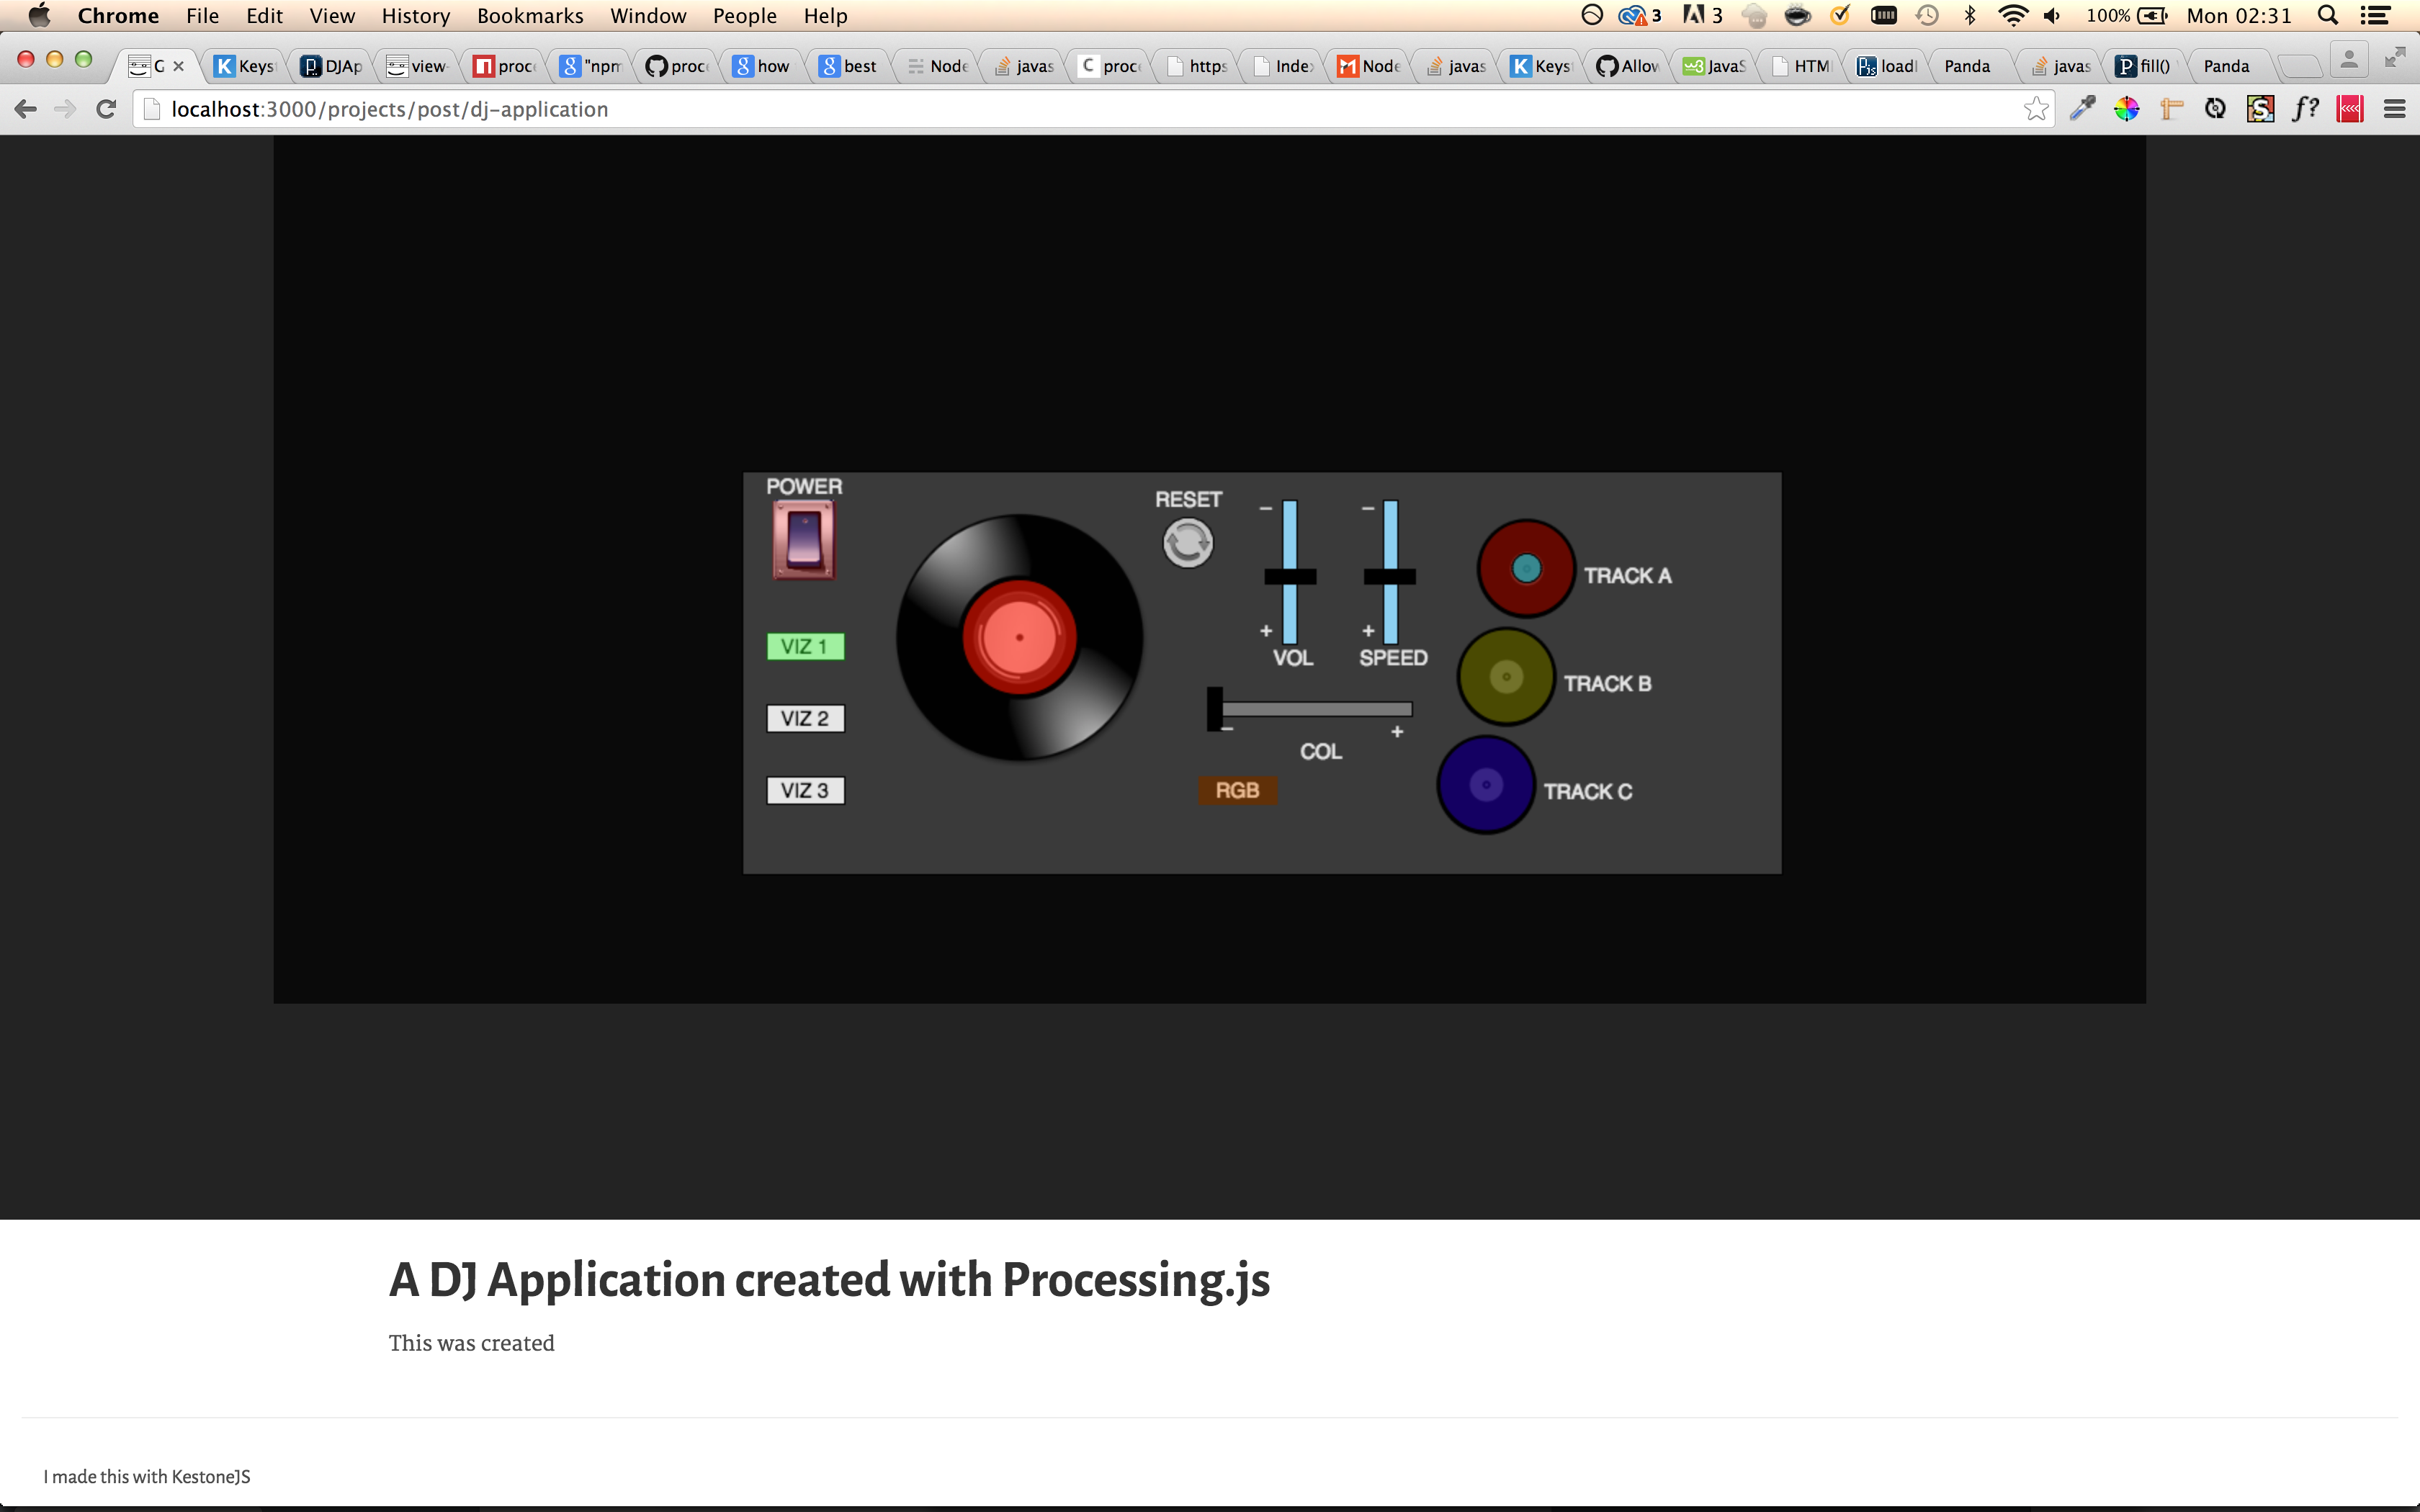 Chrome File Edit View History Bookmarks Window People Help 3 3 100% Mon 02:31
G Keys DJAp view- proc "npm proc how best Node javas proc https Inde Node javas Keys Allow JavaS HTM loadI Panda javas fill() Panda
localhost:3000/projects/post/dj-application
f?
POWER
RESET
− −
TRACK A
+ +
VIZ 1
VOL SPEED
TRACK B
VIZ 2
− +
COL
VIZ 3
RGB
TRACK C
A DJ Application created with Processing.js
This was created
I made this with KestoneJS